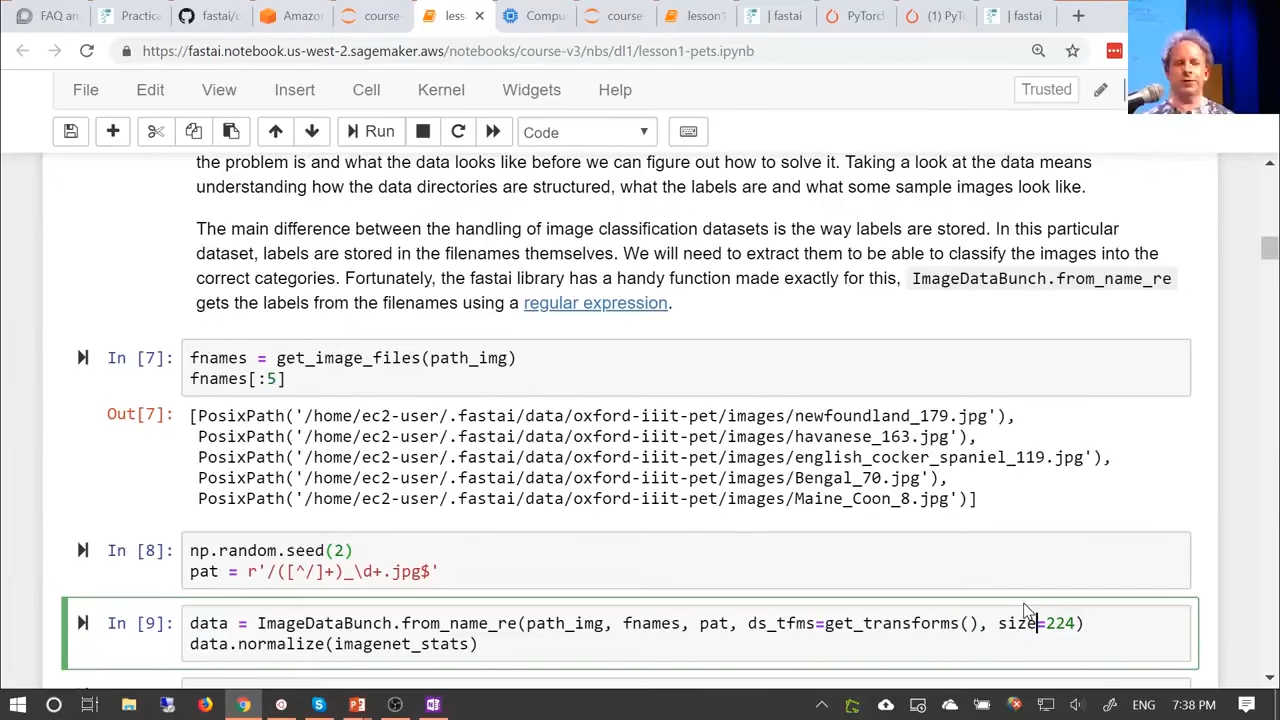 FAQ an
Practica
fastai/c
Amazo
course
less
Compu
course
lesson1
| fastai
PyTorC
(1) PyT
| fastai
https://fastai.notebook.us-west-2.sagemaker.aws/notebooks/course-v3/nbs/dl1/lesson1-pets.ipynb
File Edit View Insert Cell Kernel Widgets Help Trusted
Run Code
the problem is and what the data looks like before we can figure out how to solve it. Taking a look at the data means
understanding how the data directories are structured, what the labels are and what some sample images look like.
The main difference between the handling of image classification datasets is the way labels are stored. In this particular
dataset, labels are stored in the filenames themselves. We will need to extract them to be able to classify the images into the
correct categories. Fortunately, the fastai library has a handy function made exactly for this, ImageDataBunch.from_name_re
gets the labels from the filenames using a regular expression.
In [7]: fnames = get_image_files(path_img)
fnames[:5]
Out[7]: [PosixPath('/home/ec2-user/.fastai/data/oxford-iiit-pet/images/newfoundland_179.jpg'),
PosixPath('/home/ec2-user/.fastai/data/oxford-iiit-pet/images/havanese_163.jpg'),
PosixPath('/home/ec2-user/.fastai/data/oxford-iiit-pet/images/english_cocker_spaniel_119.jpg'),
PosixPath('/home/ec2-user/.fastai/data/oxford-iiit-pet/images/Bengal_70.jpg'),
PosixPath('/home/ec2-user/.fastai/data/oxford-iiit-pet/images/Maine_Coon_8.jpg')]
In [8]: np.random.seed(2)
pat = r'/([^/]+)_\d+.jpg$'
In [9]: data = ImageDataBunch.from_name_re(path_img, fnames, pat, ds_tfms=get_transforms(), size=224)
data.normalize(imagenet_stats)
ENG 7:38 PM